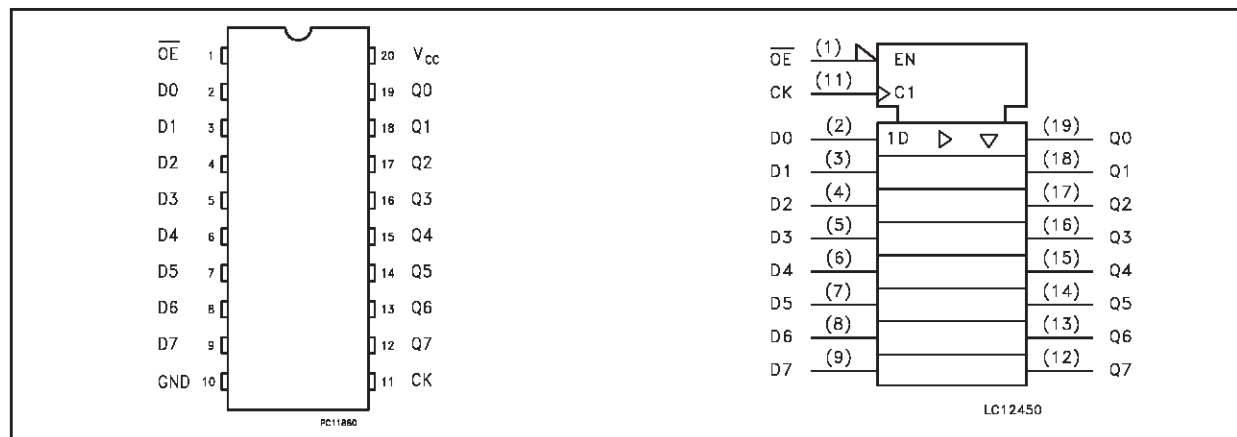 O̅E̅ 1 20 VCC
D0 2 19 Q0
D1 3 18 Q1
D2 4 17 Q2
D3 5 16 Q3
D4 6 15 Q4
D5 7 14 Q5
D6 8 13 Q6
D7 9 12 Q7
GND 10 11 CK
PC11860
O̅E̅ (1) EN
CK (11) C1
D0 (2) 1D (19) Q0
D1 (3) (18) Q1
D2 (4) (17) Q2
D3 (5) (16) Q3
D4 (6) (15) Q4
D5 (7) (14) Q5
D6 (8) (13) Q6
D7 (9) (12) Q7
LC12450